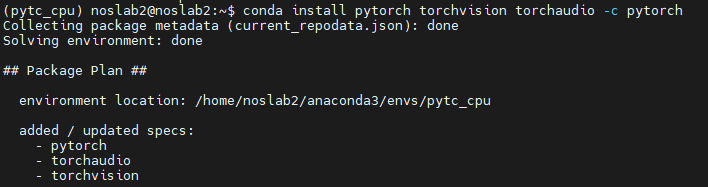 (pytc_cpu) noslab2@noslab2:~$ conda install pytorch torchvision torchaudio -c pytorch
Collecting package metadata (current_repodata.json): done
Solving environment: done
## Package Plan ##
environment location: /home/noslab2/anaconda3/envs/pytc_cpu
added / updated specs:
- pytorch
- torchaudio
- torchvision